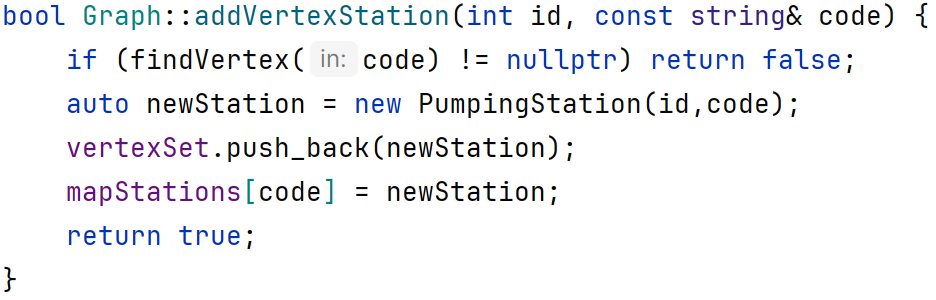 bool Graph::addVertexStation(int id, const string& code) {
    if (findVertex( in: code) != nullptr) return false;
    auto newStation = new PumpingStation(id,code);
    vertexSet.push_back(newStation);
    mapStations[code] = newStation;
    return true;
}